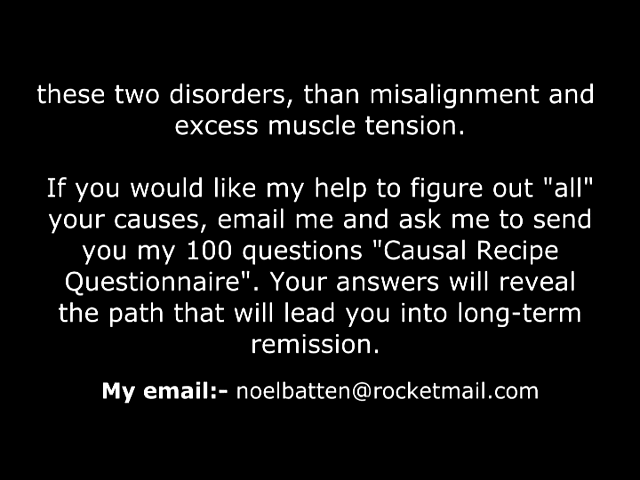 these two disorders, than misalignment and
excess muscle tension.
If you would like my help to figure out "all"
your causes, email me and ask me to send
you my 100 questions "Causal Recipe
Questionnaire". Your answers will reveal
the path that will lead you into long-term
remission.
My email:- noelbatten@rocketmail.com